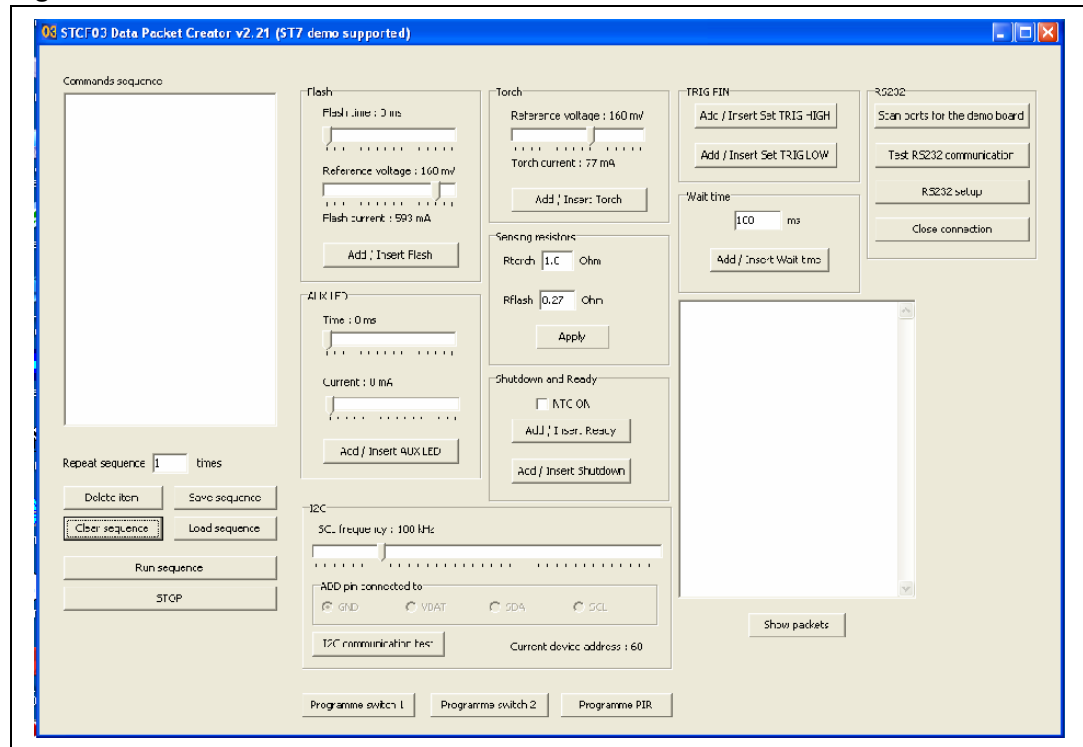 STCF03 Data Packet Creator v2.21 (ST7 demo supported)
Commands sequence
Repeat sequence 1 times
Delete item
Save sequence
Clear sequence
Load sequence
Run sequence
STOP
Flash
Flash time : 0 ms
Reference voltage : 160 mV
Flash current : 593 mA
Add / Insert Flash
AUX LED
Time : 0 ms
Current : 0 mA
Add / Insert AUX LED
Torch
Reference voltage : 160 mV
Torch current : 77 mA
Add / Insert Torch
Sensing resistors
Rtorch 1.0 Ohm
Rflash 0.27 Ohm
Apply
Shutdown and Ready
NTC ON
Add / Insert Ready
Add / Insert Shutdown
I2C
SCL frequency : 100 kHz
ADD pin connected to
GND
VBAT
SDA
SCL
I2C communication test
Current device address : 60
Programme switch 1
Programme switch 2
Programme PIR
TRIG PIN
Add / Insert Set TRIG HIGH
Add / Insert Set TRIG LOW
Wait time
100 ms
Add / Insert Wait time
RS232
Scan ports for the demo board
Test RS232 communication
RS232 setup
Close connection
Show packets